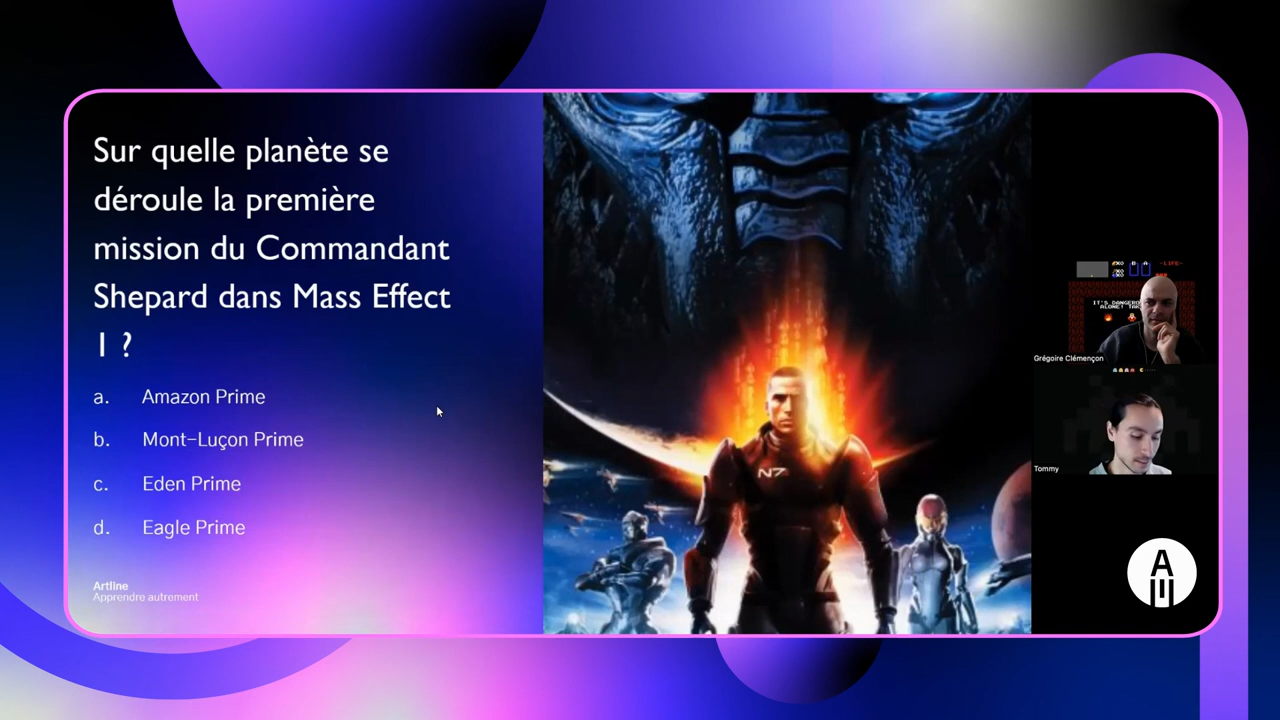 Sur quelle planète se
déroule la première
mission du Commandant
Shepard dans Mass Effect
1 ?
a. Amazon Prime
b. Mont-Luçon Prime
c. Eden Prime
d. Eagle Prime
Artline
Apprendre autrement
N7
-LIFE-
B A
Grégoire Clémençon
Tommy
A